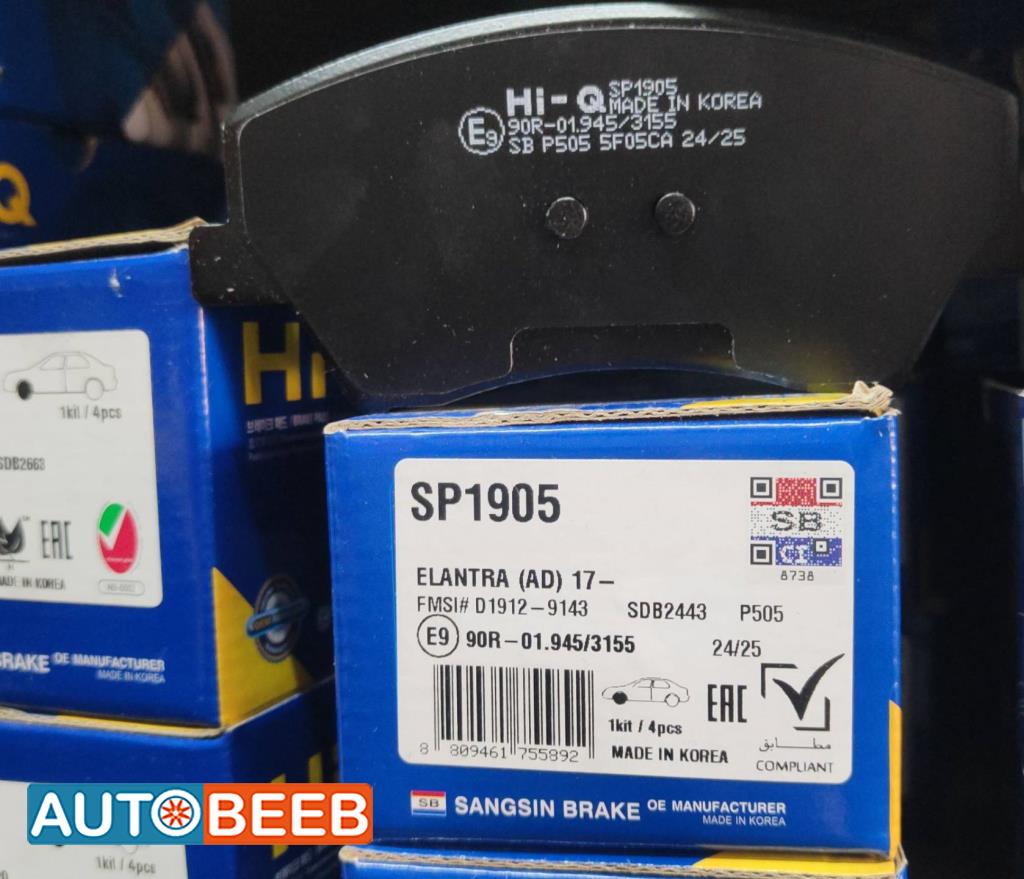 Hi-Q SP1905
MADE IN KOREA
E9 90R-01.945/3155
SB P505 5F05CA 24/25
Q
Hi
1kit / 4pcs
SDB2663
EAC
MADE IN KOREA
BRAKE OE MANUFACTURER
MADE IN KOREA
SP1905
SB
8738
ELANTRA (AD) 17-
FMSI# D1912-9143 SDB2443 P505
E9 90R-01.945/3155 24/25
1kit / 4pcs
EAC
مطابق
COMPLIANT
8 809461 755892
MADE IN KOREA
SB SANGSIN BRAKE OE MANUFACTURER
MADE IN KOREA
AUTOBEEB
1kit / 4pcs